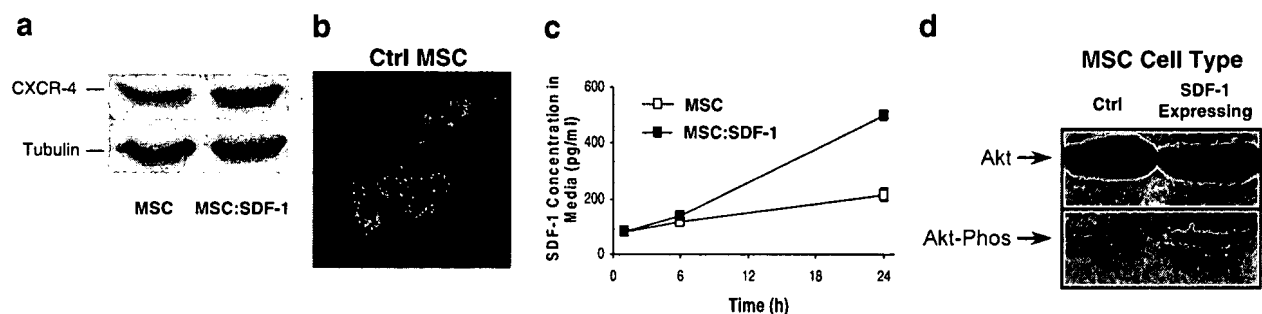 a
CXCR-4
Tubulin
MSC
MSC:SDF-1
b
Ctrl MSC
c
SDF-1 Concentration in
Media (pg/ml)
600
400
200
0
0
6
12
18
24
Time (h)
MSC
MSC:SDF-1
d
MSC Cell Type
Ctrl
SDF-1
Expressing
Akt
Akt-Phos